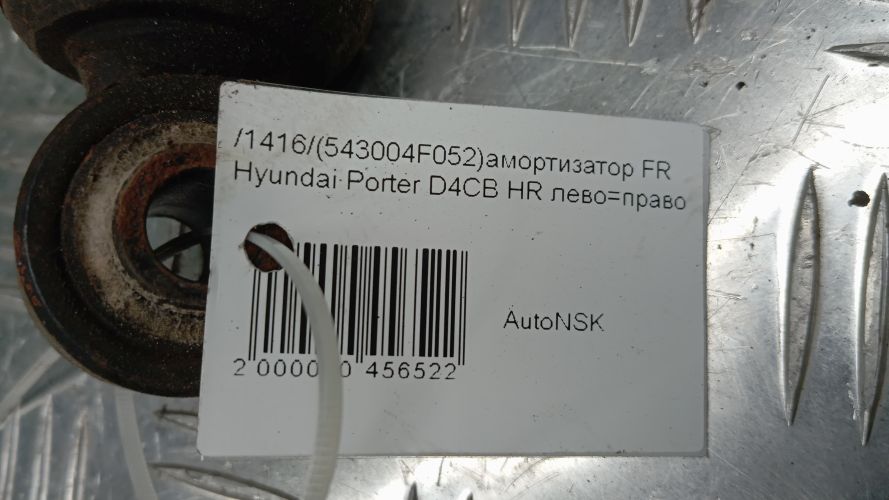 /1416/(543004F052)амортизатор FR
Hyundai Porter D4CB HR лево=право
AutoNSK
2 000000 456522